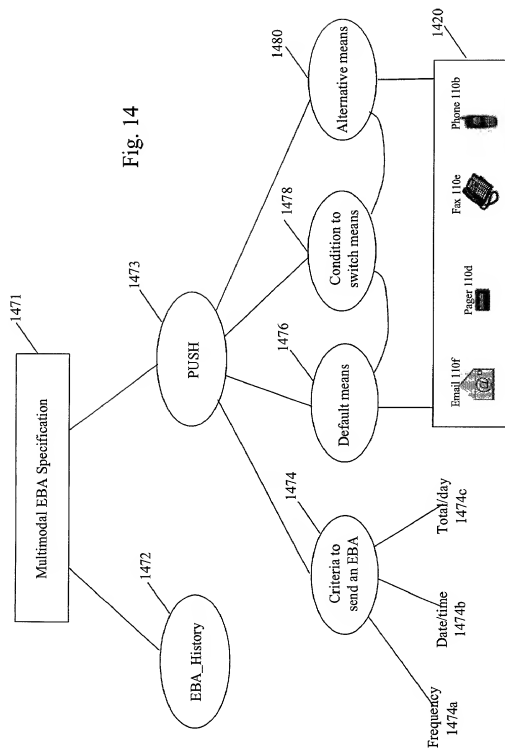 Fig. 14
1471
Multimodal EBA Specification
1472
EBA_History
1473
PUSH
1474
Criteria to
send an EBA
1476
Default means
1478
Condition to
switch means
1480
Alternative means
Frequency
1474a
Date/time
1474b
Total/day
1474c
1420
Email 110f
@
Pager 110d
Fax 110e
Phone 110b